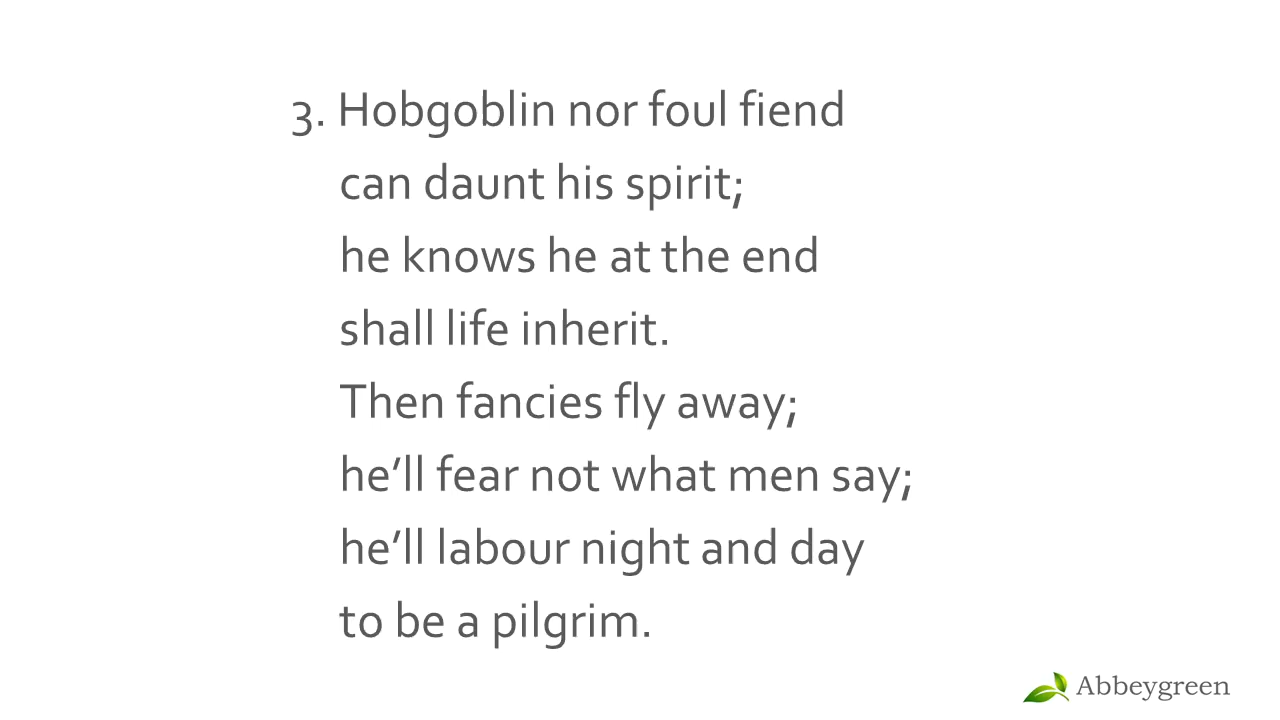 3. Hobgoblin nor foul fiend
can daunt his spirit;
he knows he at the end
shall life inherit.
Then fancies fly away;
he’ll fear not what men say;
he’ll labour night and day
to be a pilgrim.
Abbeygreen